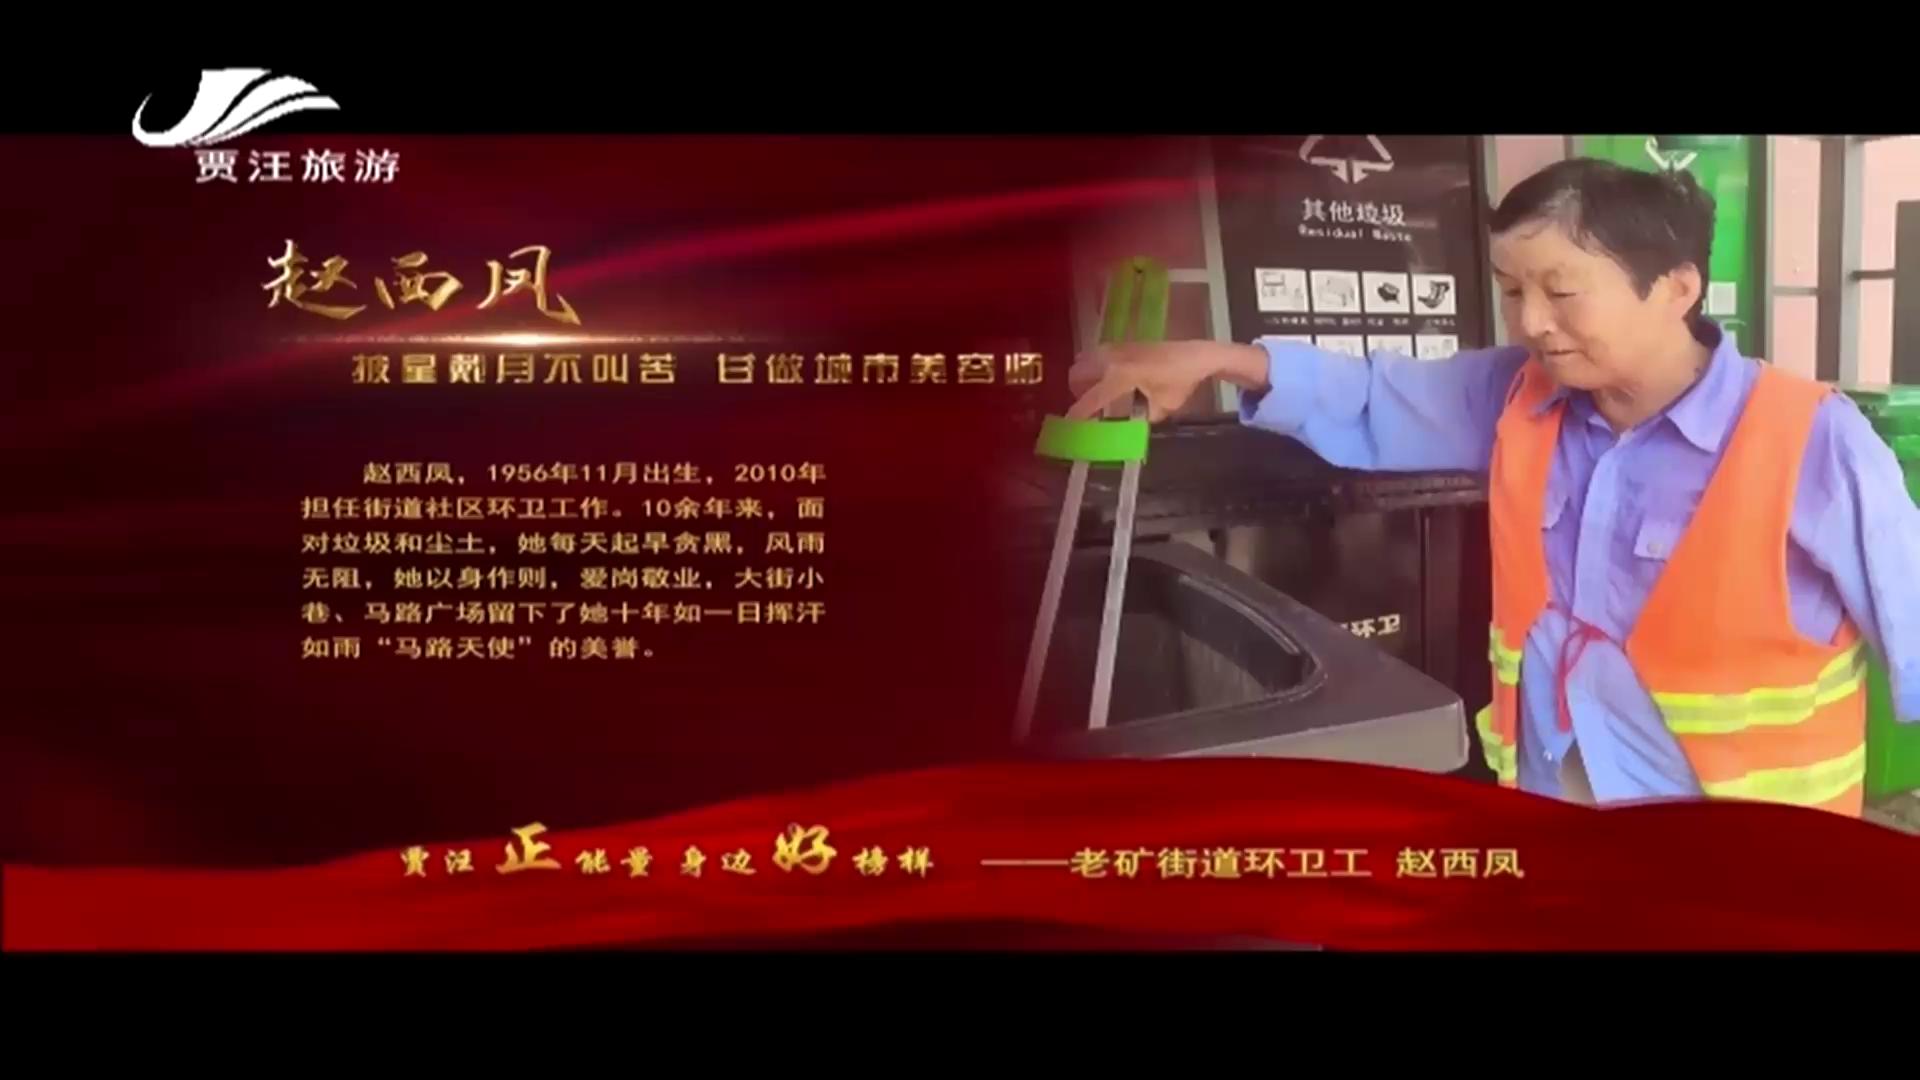 贾汪旅游
赵西凤
披星戴月不叫苦 甘做城市美容师
赵西凤，1956年11月出生，2010年
担任街道社区环卫工作。10余年来，面
对垃圾和尘土，她每天起早贪黑，风雨
无阻，她以身作则，爱岗敬业，大街小
巷、马路广场留下了她十年如一日挥汗
如雨“马路天使”的美誉。
其他垃圾
Residual Waste
环卫
贾汪正能量 身边好榜样 ——老矿街道环卫工 赵西凤